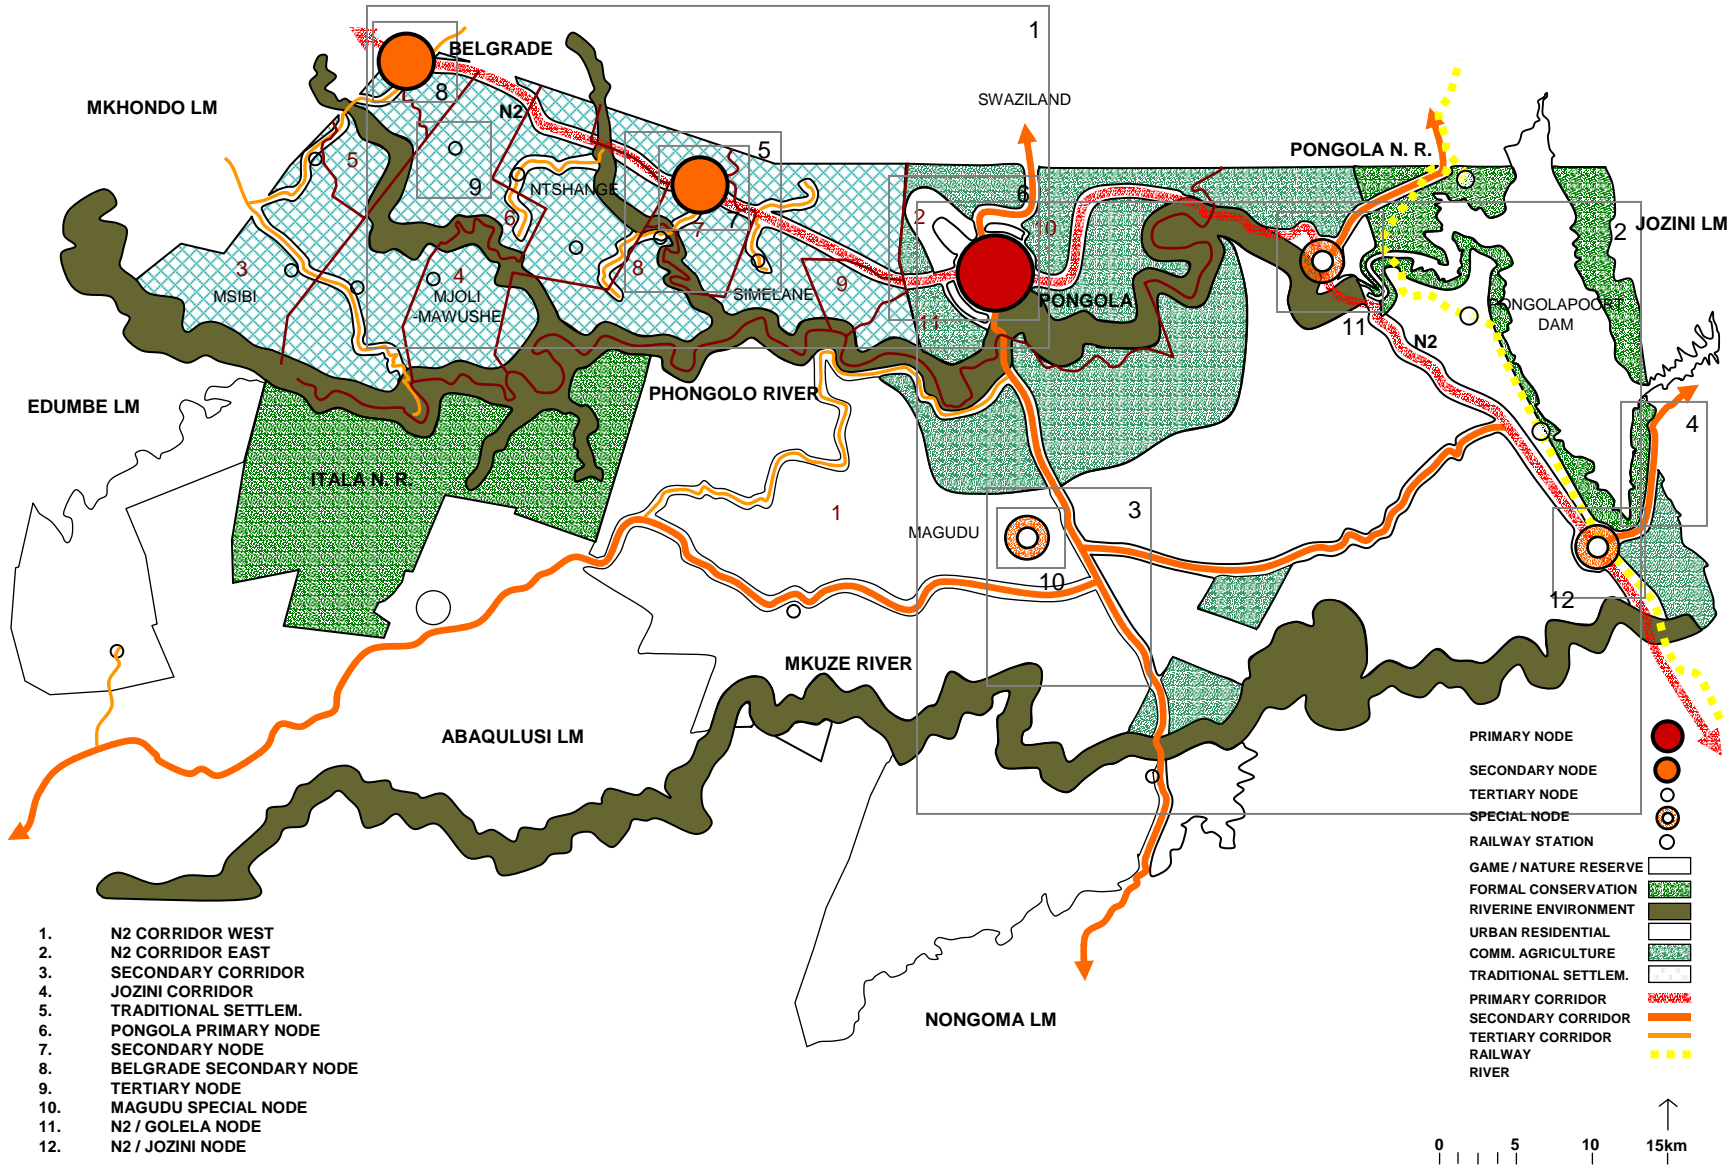 1
BELGRADE
8
MKHONDO LM
N2
SWAZILAND
5
5
PONGOLA N. R.
9
NTSHANGE
6
7
6
2
10
7
2
JOZINI LM
3
MSIBI
4
MJOLI
-MAWUSHE
8
SIMELANE
9
PONGOLA
11
11
PONGOLAPOORT
DAM
N2
EDUMBE LM
PHONGOLO RIVER
4
ITALA N. R.
1
MAGUDU
3
10
12
MKUZE RIVER
ABAQULUSI LM
NONGOMA LM
PRIMARY NODE
SECONDARY NODE
TERTIARY NODE
SPECIAL NODE
RAILWAY STATION
GAME / NATURE RESERVE
FORMAL CONSERVATION
RIVERINE ENVIRONMENT
URBAN RESIDENTIAL
COMM. AGRICULTURE
TRADITIONAL SETTLEM.
PRIMARY CORRIDOR
SECONDARY CORRIDOR
TERTIARY CORRIDOR
RAILWAY
RIVER
1. N2 CORRIDOR WEST
2. N2 CORRIDOR EAST
3. SECONDARY CORRIDOR
4. JOZINI CORRIDOR
5. TRADITIONAL SETTLEM.
6. PONGOLA PRIMARY NODE
7. SECONDARY NODE
8. BELGRADE SECONDARY NODE
9. TERTIARY NODE
10. MAGUDU SPECIAL NODE
11. N2 / GOLELA NODE
12. N2 / JOZINI NODE
0 5 10 15km